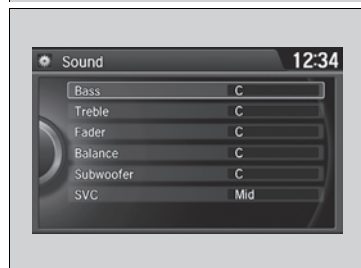 Sound 12:34
Bass C
Treble C
Fader C
Balance C
Subwoofer C
SVC Mid